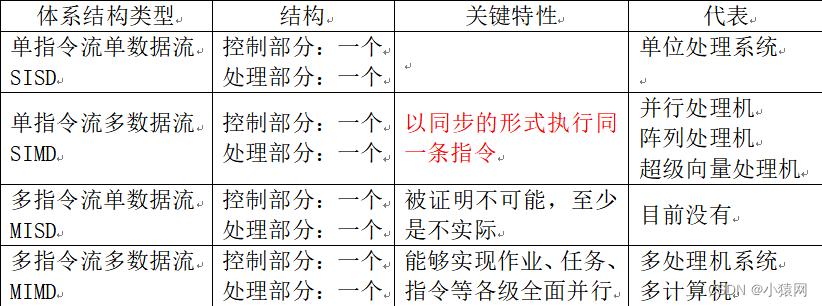 体系结构类型 结构 关键特性 代表
单指令流单数据流 控制部分：一个 单位处理系统
SISD 处理部分：一个
单指令流多数据流 控制部分：一个 以同步的形式执行同 并行处理机
SIMD 处理部分：一个 一条指令 阵列处理机
超级向量处理机
多指令流单数据流 控制部分：一个 被证明不可能，至少 目前没有
MISD 处理部分：一个 是不实际
多指令流多数据流 控制部分：一个 能够实现作业、任务、 多处理机系统
MIMD 处理部分：一个 指令等各级全面并行 多计算机
CSDN @小猿网